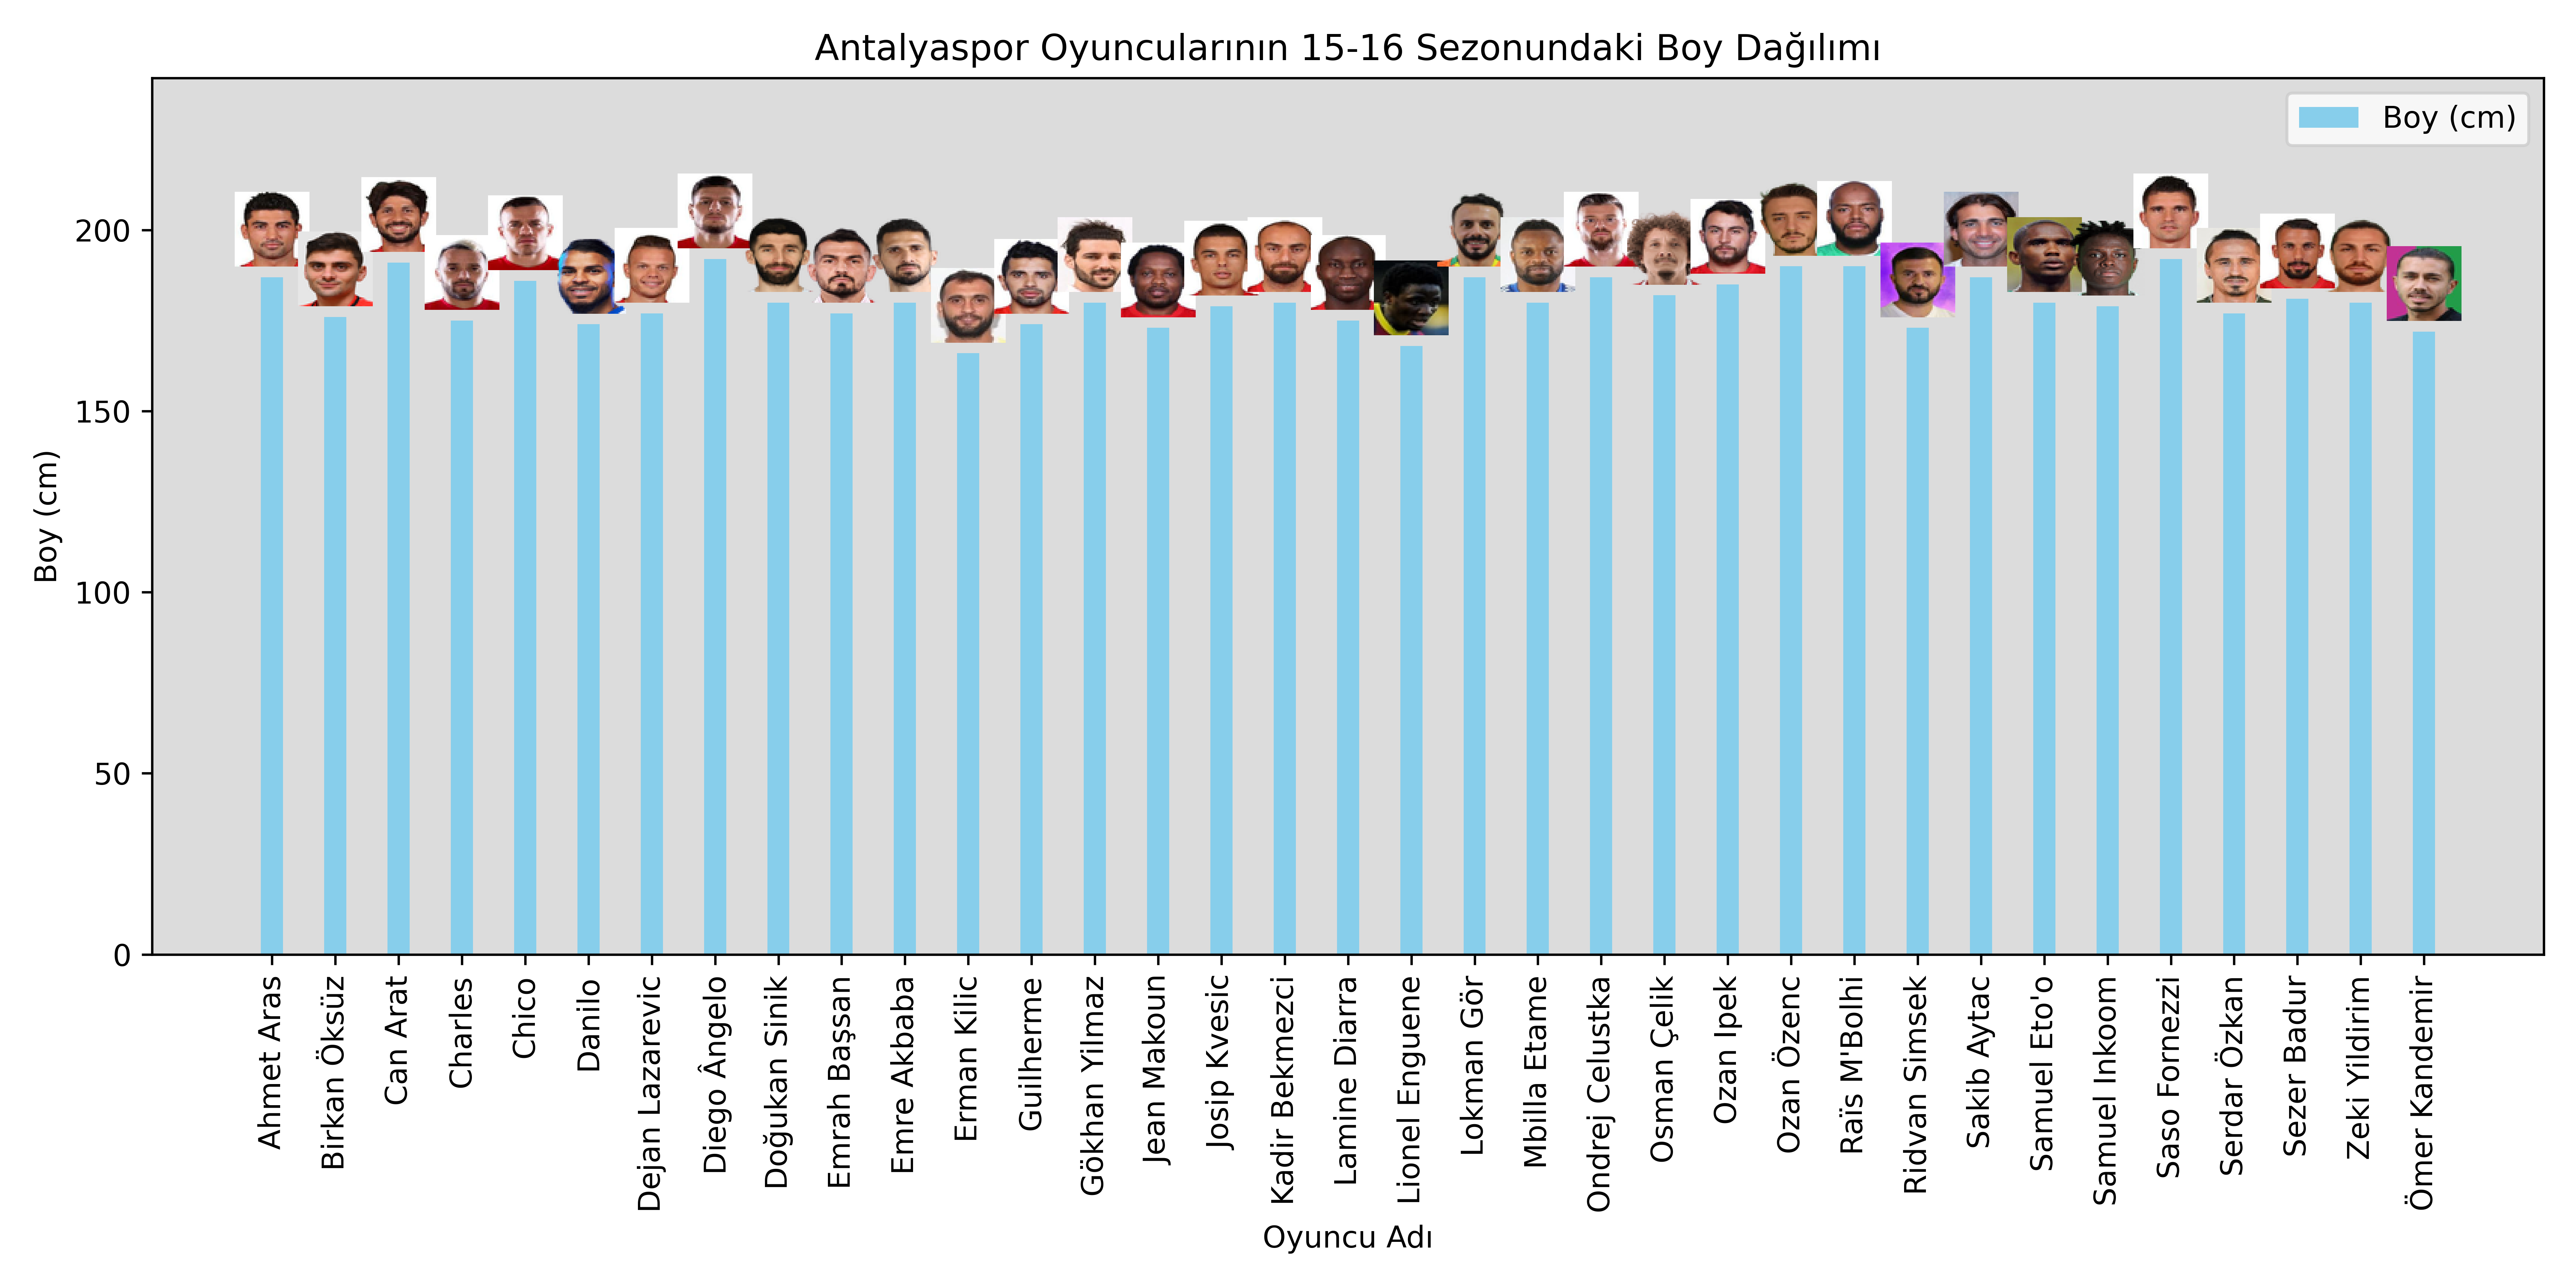 Antalyaspor Oyuncularının 15-16 Sezonundaki Boy Dağılımı
Boy (cm)
200
150
100
50
0
Boy (cm)
Ahmet Aras
Birkan Öksüz
Can Arat
Charles
Chico
Danilo
Dejan Lazarevic
Diego Ângelo
Doğukan Sinik
Emrah Başsan
Emre Akbaba
Erman Kilic
Guilherme
Gökhan Yilmaz
Jean Makoun
Josip Kvesic
Kadir Bekmezci
Lamine Diarra
Lionel Enguene
Lokman Gör
Mbilla Etame
Ondrej Celustka
Osman Çelik
Ozan Ipek
Ozan Özenc
Raïs M'Bolhi
Ridvan Simsek
Sakib Aytac
Samuel Eto'o
Samuel Inkoom
Saso Fornezzi
Serdar Özkan
Sezer Badur
Zeki Yildirim
Ömer Kandemir
Oyuncu Adı